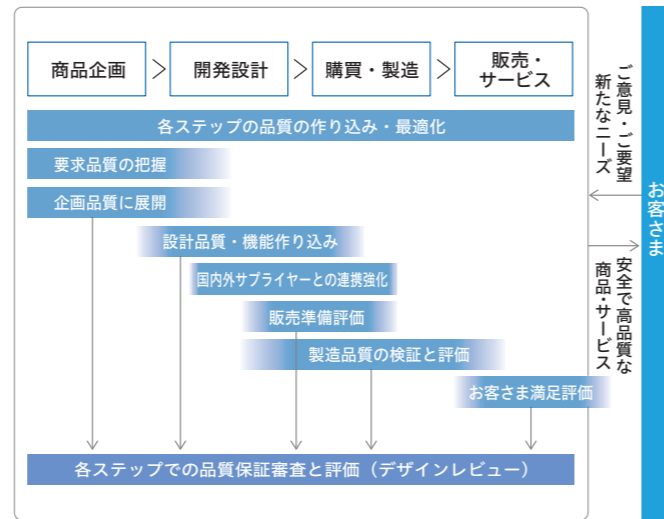 商品企画
開発設計
購買・製造
販売・
サービス
各ステップの品質の作り込み・最適化
要求品質の把握
企画品質に展開
設計品質・機能作り込み
国内外サプライヤーとの連携強化
販売準備評価
製造品質の検証と評価
お客さま満足評価
各ステップでの品質保証審査と評価（デザインレビュー）
ご意見・ご要望
新たなニーズ
安全で高品質な
商品・サービス
お客さま